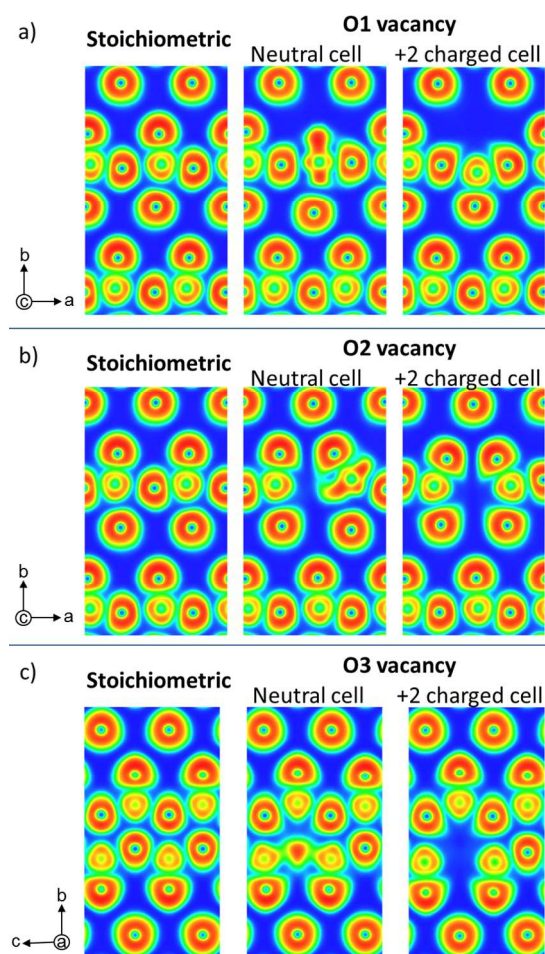 a)
O1 vacancy
Stoichiometric
Neutral cell
+2 charged cell
b
c
a
b)
O2 vacancy
Stoichiometric
Neutral cell
+2 charged cell
b
c
a
c)
O3 vacancy
Stoichiometric
Neutral cell
+2 charged cell
b
c
a